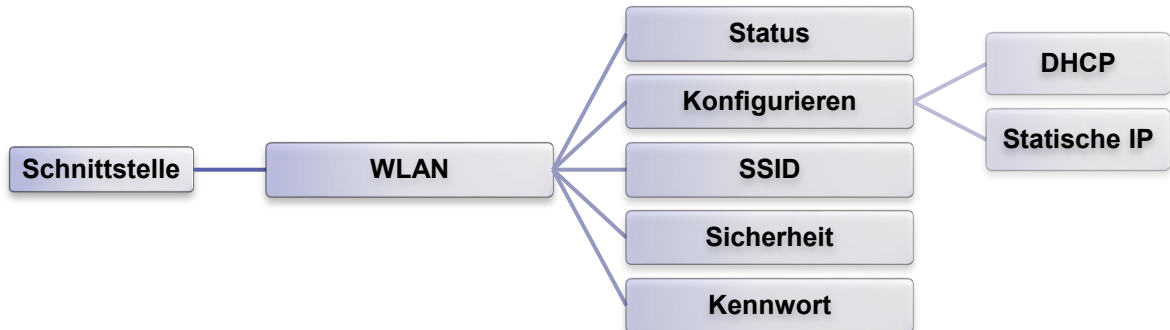 Schnittstelle
WLAN
Status
Konfigurieren
DHCP
Statische IP
SSID
Sicherheit
Kennwort